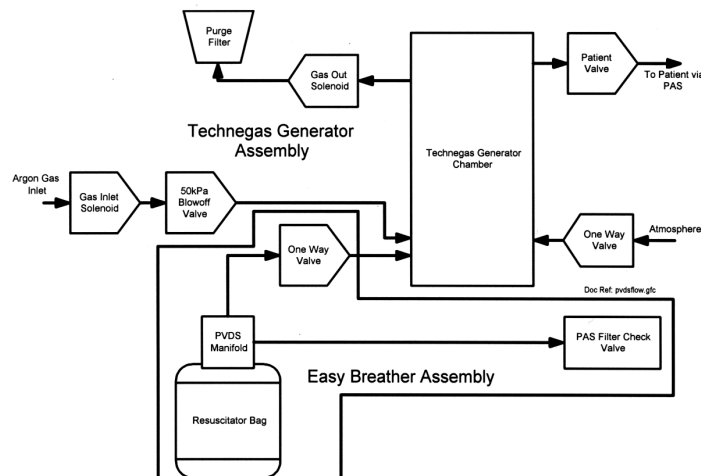 Purge
Filter
Gas Out
Solenoid
Patient
Valve
To Patient via
PAS
Technegas Generator
Assembly
Technegas Generator
Chamber
Argon Gas
Inlet
Gas Inlet
Solenoid
50kPa
Blowoff
Valve
One Way
Valve
One Way
Valve
Atmosphere
Doc Ref: pvdsflow.gfc
PVDS
Manifold
PAS Filter Check
Valve
Easy Breather Assembly
Resuscitator Bag